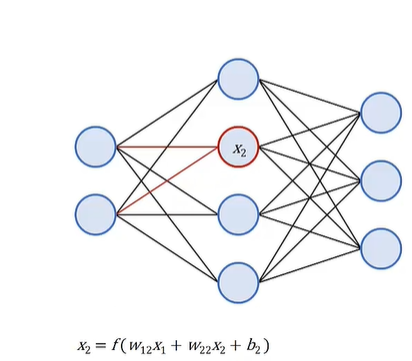 x₂
x₂ = f(w₁₂x₁ + w₂₂x₂ + b₂)